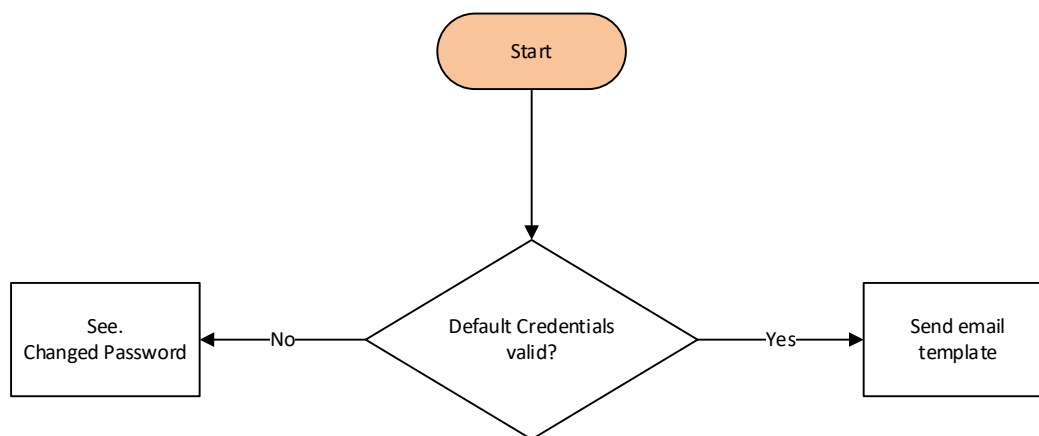 Start
Default Credentials
valid?
See.
Changed Password
No
Yes
Send email
template